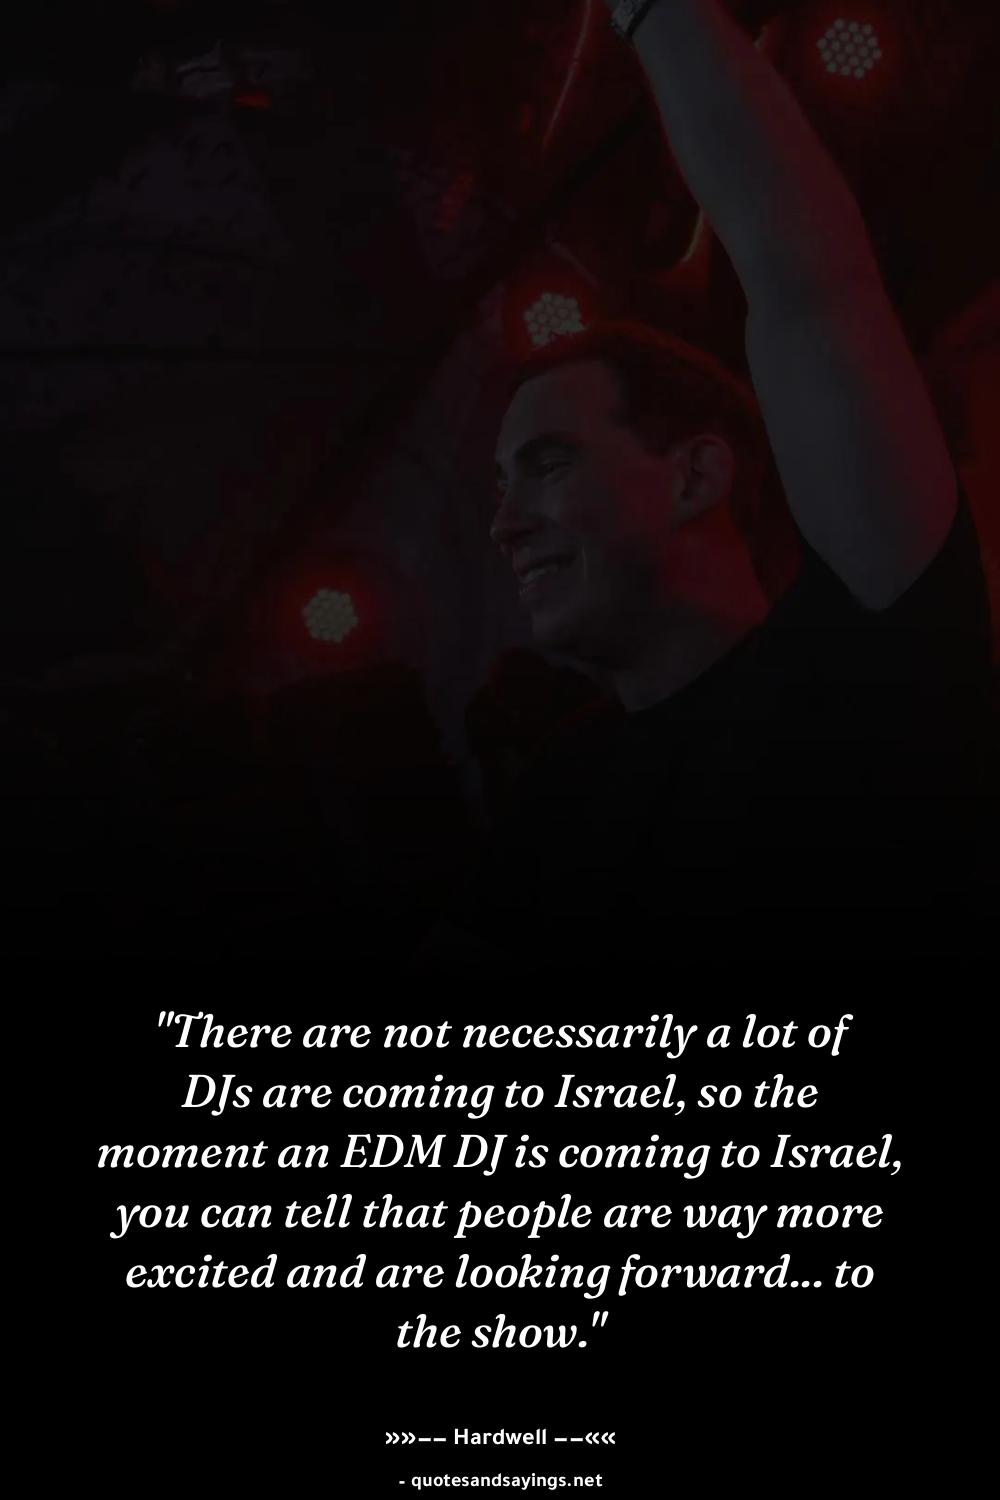 "There are not necessarily a lot of
DJs are coming to Israel, so the
moment an EDM DJ is coming to Israel,
you can tell that people are way more
excited and are looking forward... to
the show."
»»−− Hardwell −−««
- quotesandsayings.net